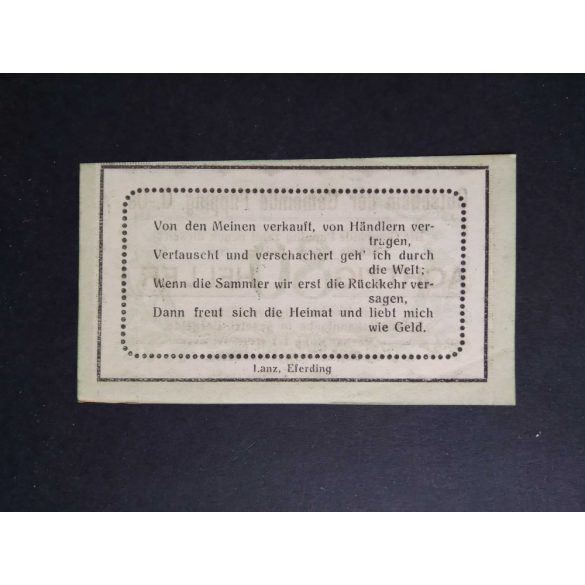 Von den Meinen verkauft, von Händlern ver-
tragen,
Vertauscht und verschachert geh' ich durch
die Welt;
Wenn die Sammler wir erst die Rückkehr ver-
sagen,
Dann freut sich die Heimat und liebt mich
wie Geld.
Lanz, Eferding